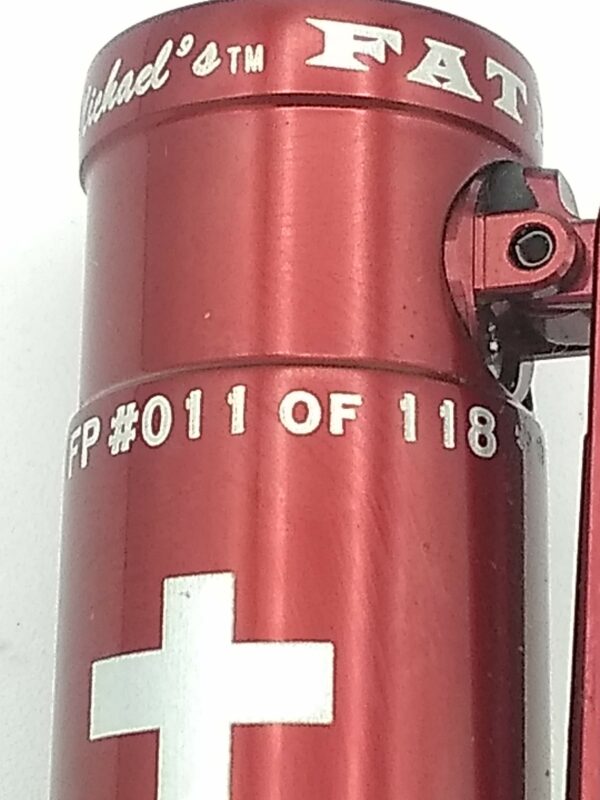 Michael's™ FAT
FP #011 OF 118